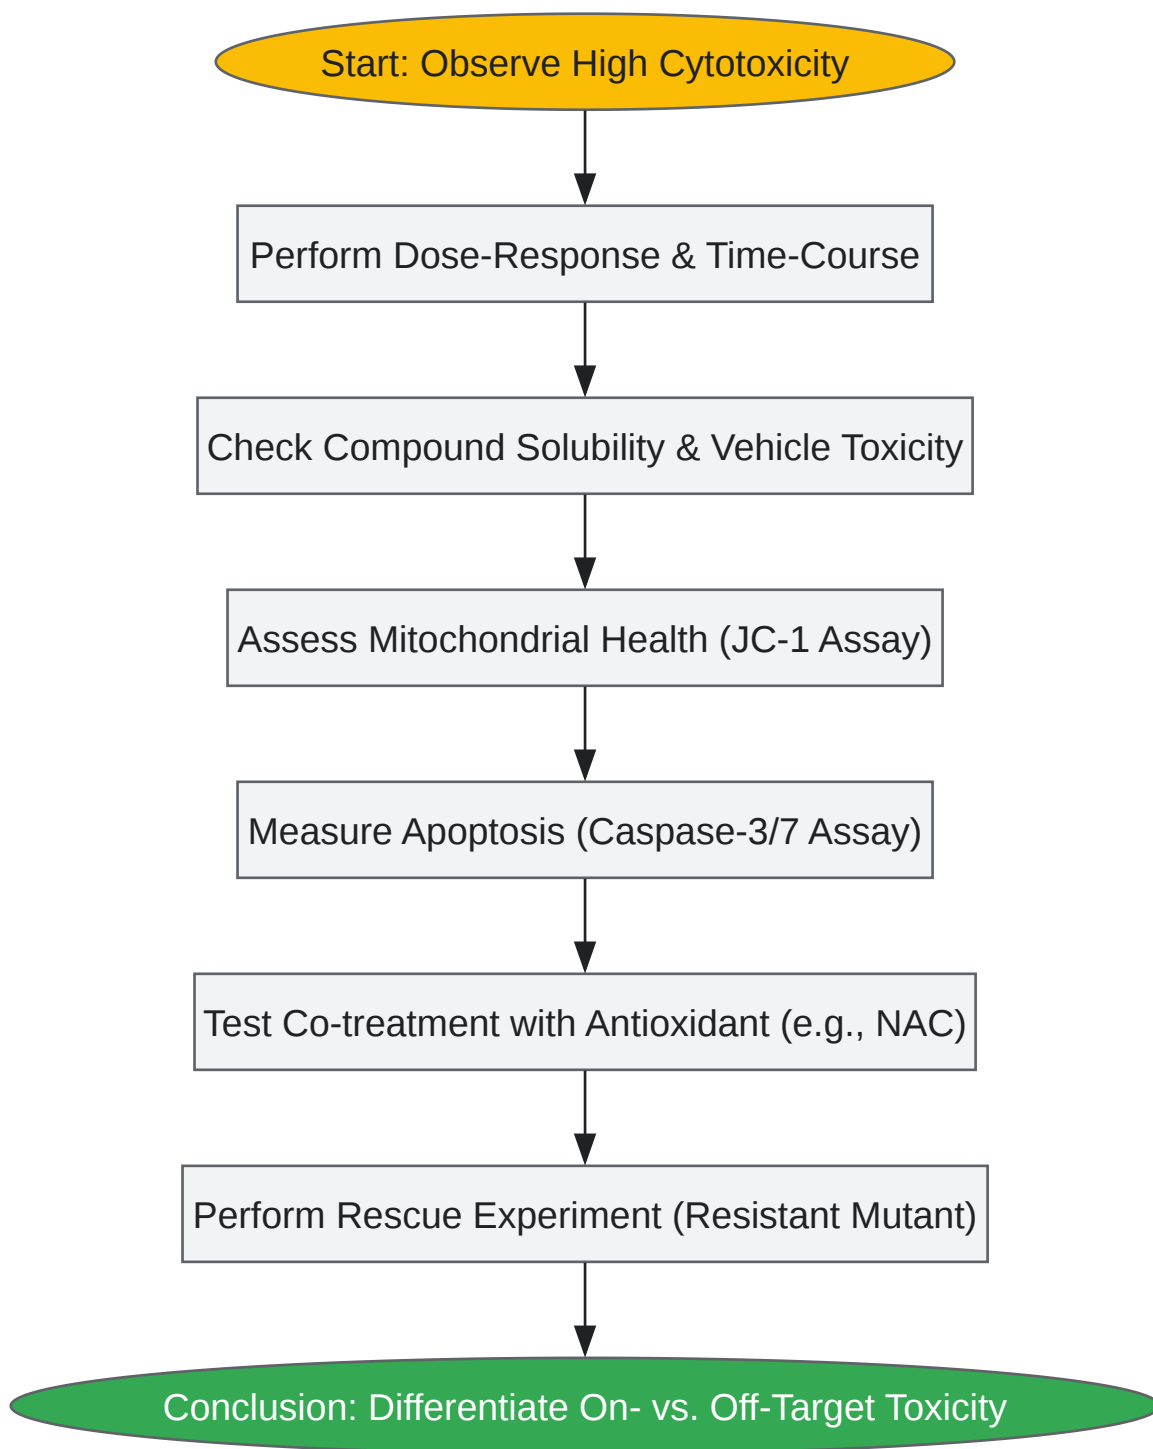 Start: Observe High Cytotoxicity
Perform Dose-Response & Time-Course
Check Compound Solubility & Vehicle Toxicity
Assess Mitochondrial Health (JC-1 Assay)
Measure Apoptosis (Caspase-3/7 Assay)
Test Co-treatment with Antioxidant (e.g., NAC)
Perform Rescue Experiment (Resistant Mutant)
Conclusion: Differentiate On- vs. Off-Target Toxicity